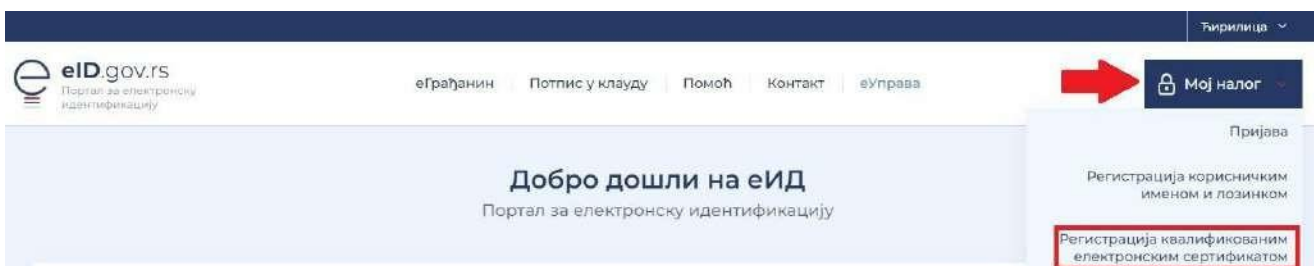 Ћирилица
eID.gov.rs
Портал за електронску
идентификацију
еГрађанин
Потпис у клауду
Помоћ
Контакт
еУправа
Мој налог
Пријава
Регистрација корисничким
именом и лозинком
Добро дошли на еИД
Портал за електронску идентификацију
Регистрација квалификованим
електронским сертификатом